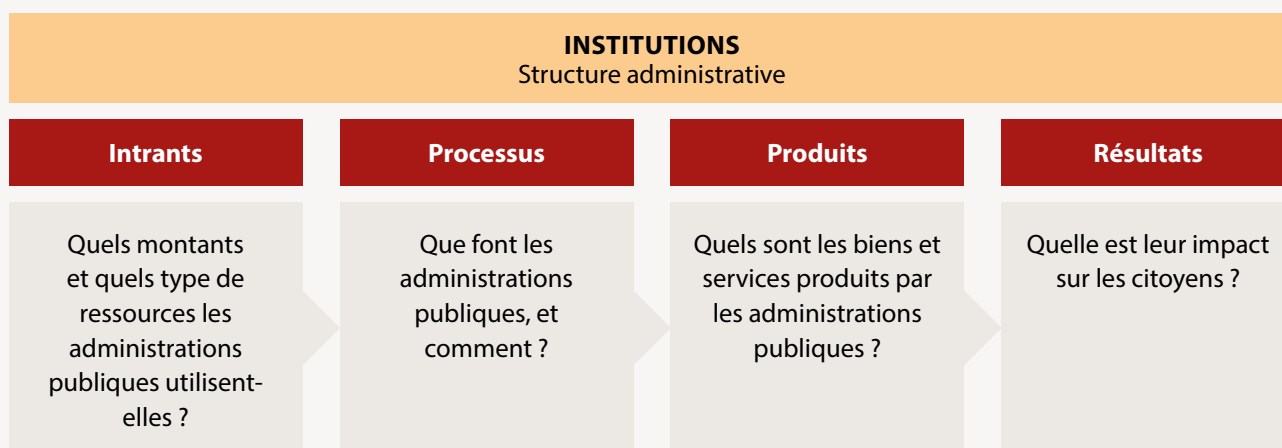 INSTITUTIONS
Structure administrative
Intrants
Processus
Produits
Résultats
Quels montants
et quels type de
ressources les
administrations
publiques utilisent-
elles ?
Que font les
administrations
publiques, et
comment ?
Quels sont les biens et
services produits par
les administrations
publiques ?
Quelle est leur impact
sur les citoyens ?